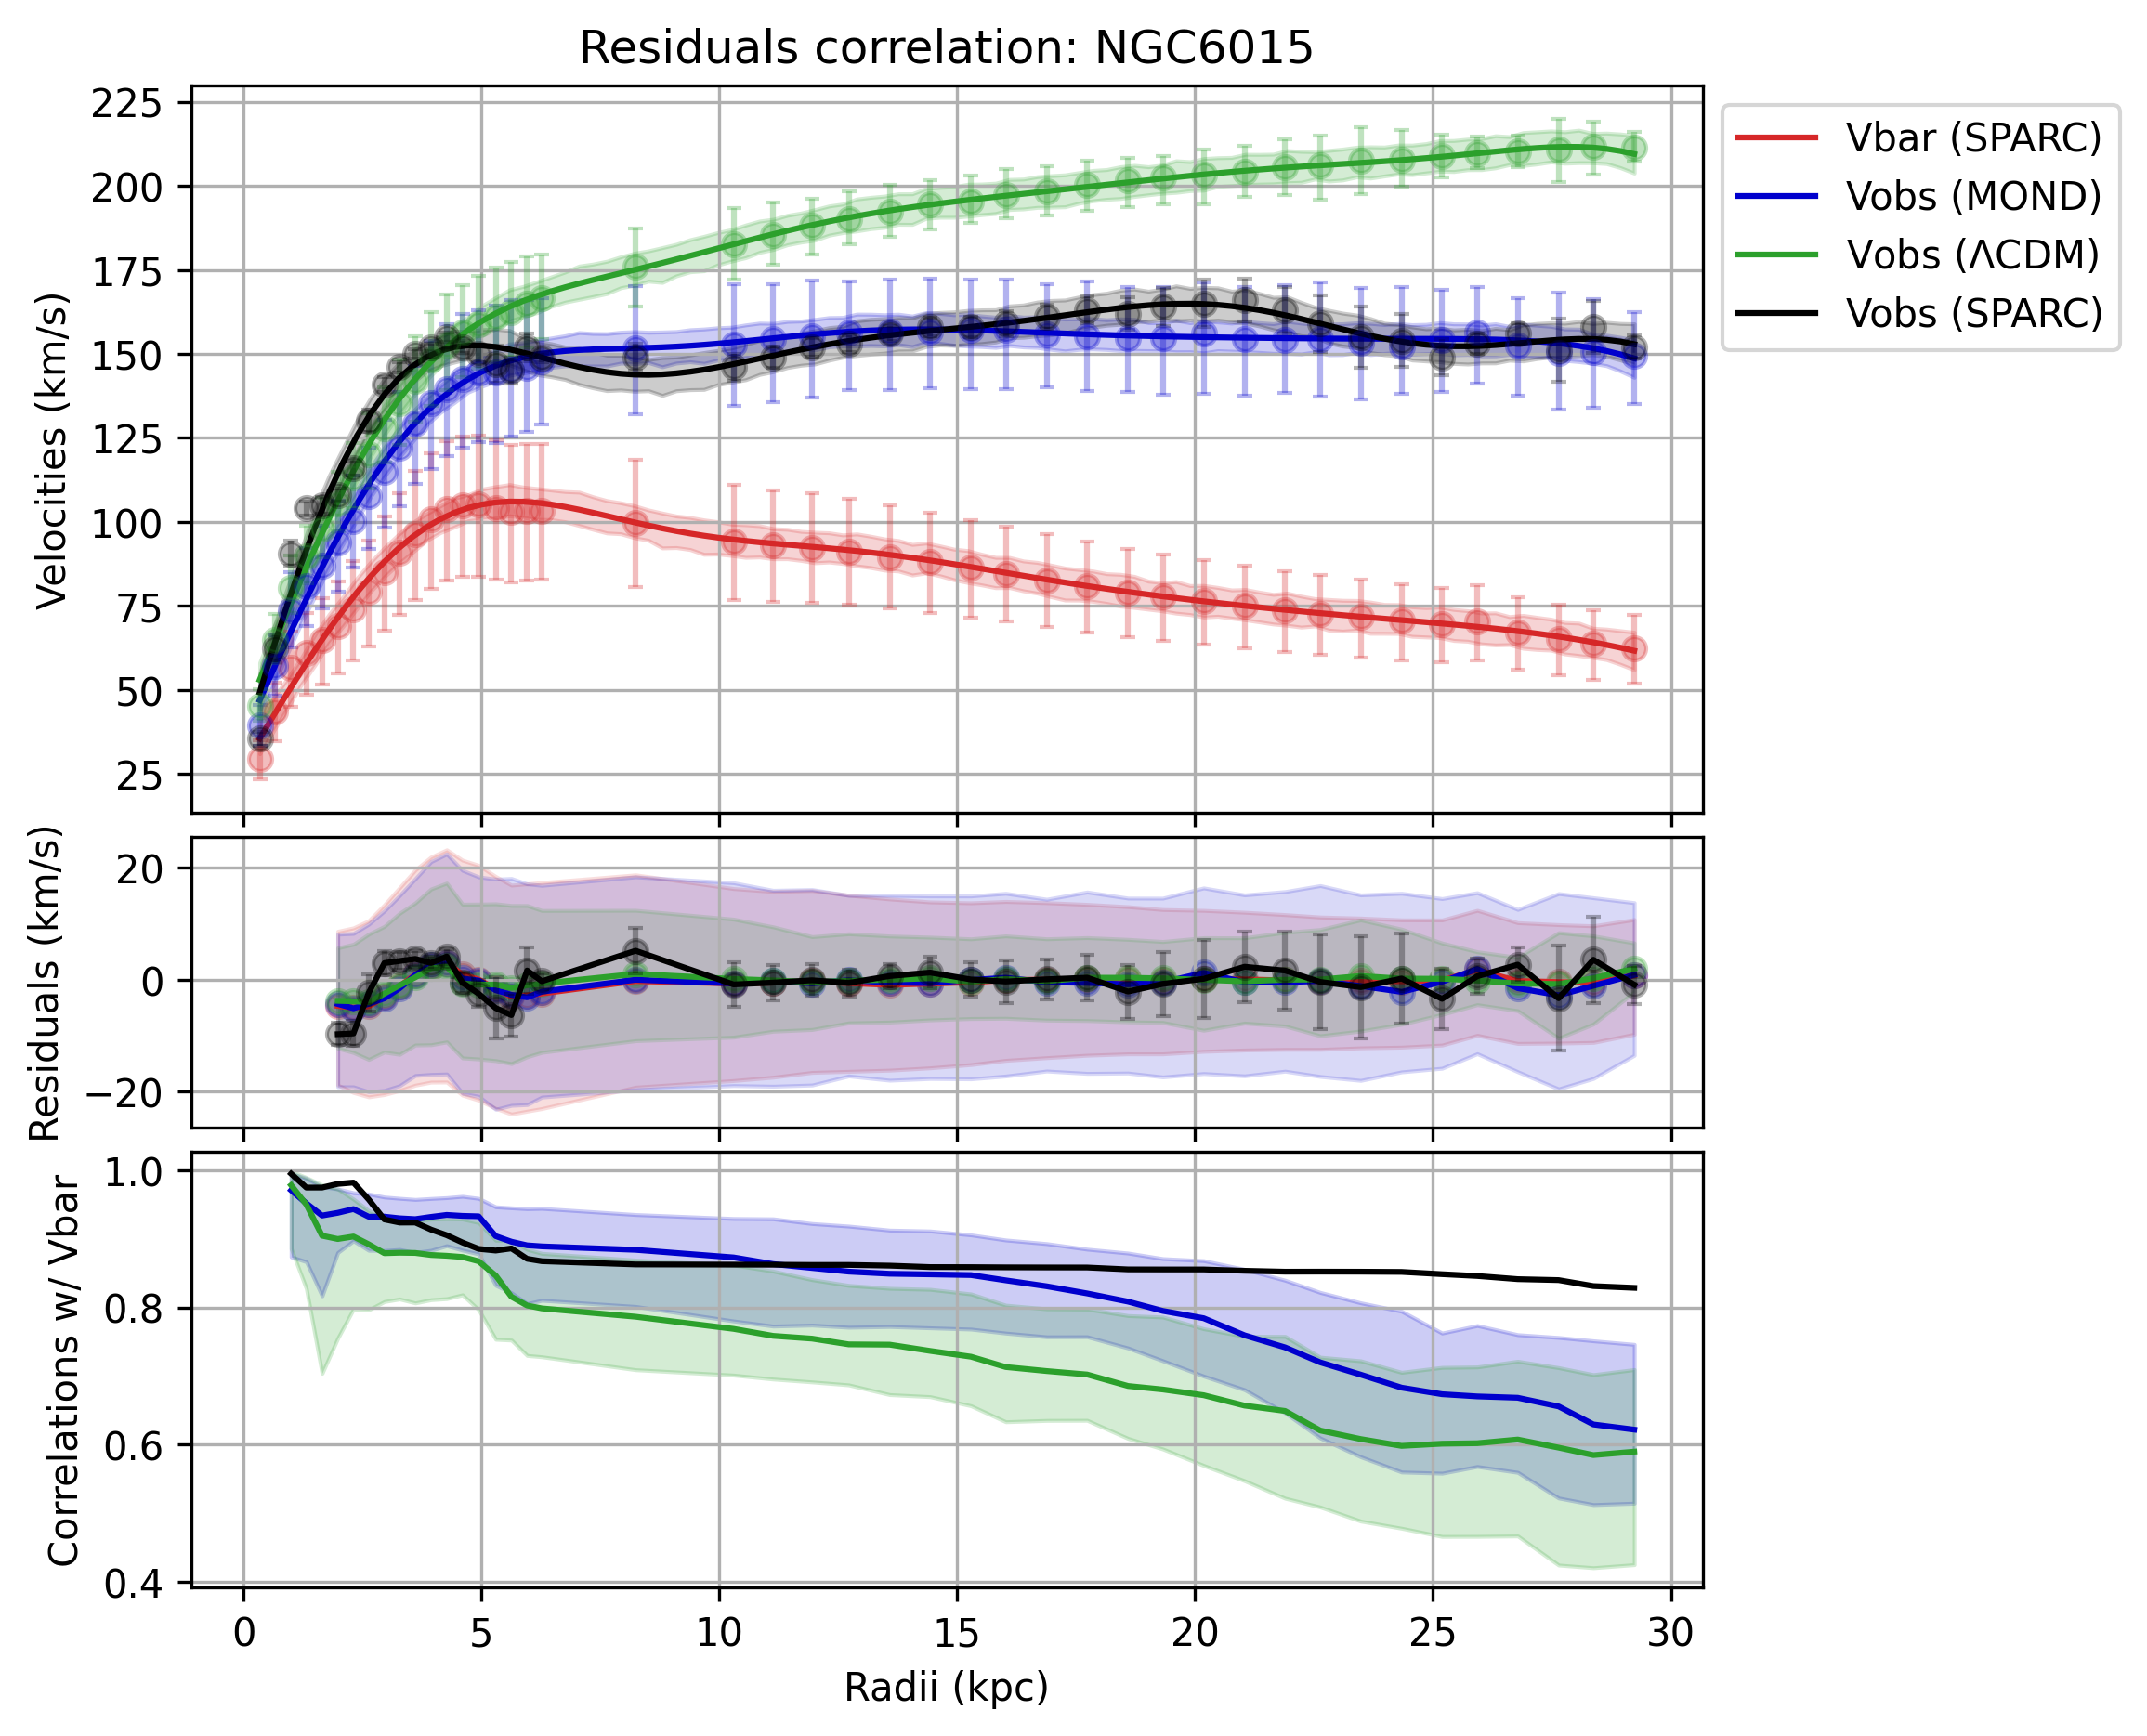 Residuals correlation: NGC6015
Velocities (km/s)
225
200
175
150
125
100
75
50
25
Vbar (SPARC)
Vobs (MOND)
Vobs (ΛCDM)
Vobs (SPARC)
Residuals (km/s)
20
0
−20
Correlations w/ Vbar
1.0
0.8
0.6
0.4
0 5 10 15 20 25 30
Radii (kpc)